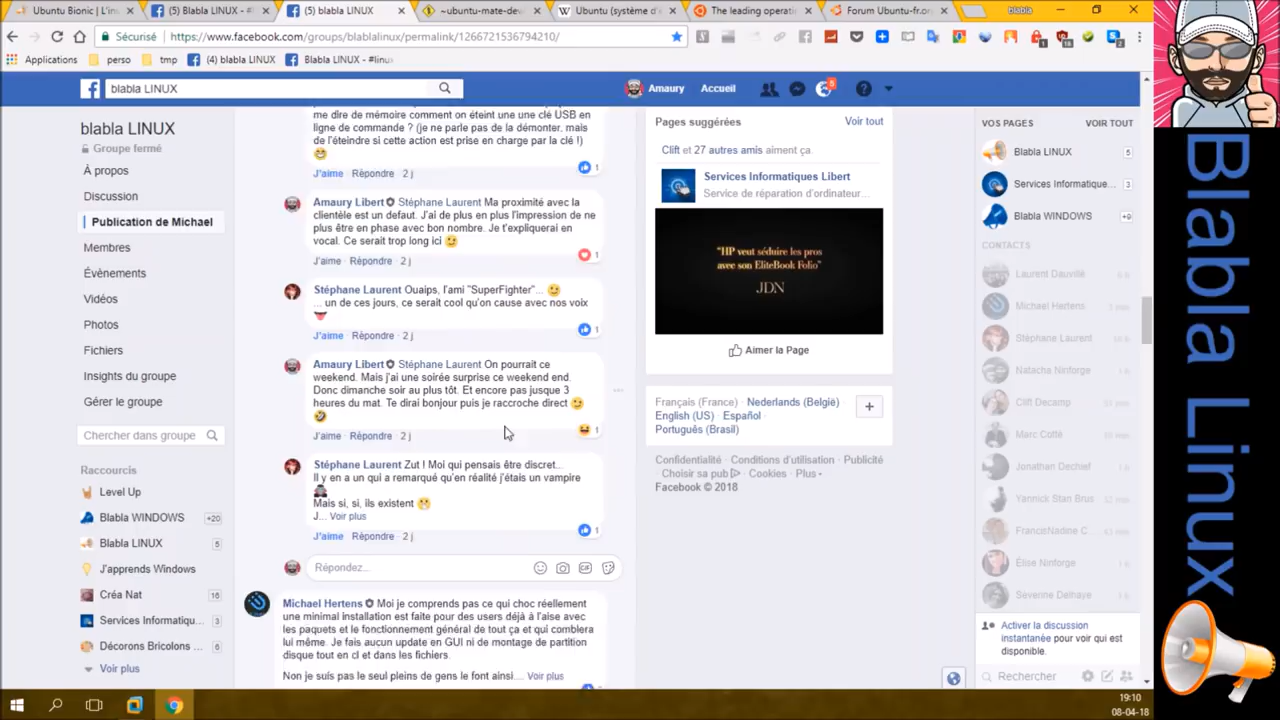 Ubuntu Bionic | L'in
(5) Blabla LINUX - #
(5) blabla LINUX
~ubuntu-mate-dev
Ubuntu (système d'
The leading operati
Forum Ubuntu-fr.or
blabla
Sécurisé
https://www.facebook.com/groups/blablalinux/permalink/1266721536794210/
Applications
perso
tmp
(4) blabla LINUX
Blabla LINUX - #linu
blabla LINUX
Amaury
Accueil
blabla LINUX
Groupe fermé
À propos
Discussion
Publication de Michael
Membres
Évènements
Vidéos
Photos
Fichiers
Insights du groupe
Gérer le groupe
Chercher dans groupe
Raccourcis
Level Up
Blabla WINDOWS +20
Blabla LINUX 5
J'apprends Windows
Créa Nat 16
Services Informatiqu... 3
Décorons Bricolons ... 6
Voir plus
me dire de mémoire comment on éteint une une clé USB en
ligne de commande ? (je ne parle pas de la démonter, mais
de l'éteindre si cette action est prise en charge par la clé !)
J'aime · Répondre · 2 j
1
Amaury Libert Stéphane Laurent Ma proximité avec la
clientèle est un defaut. J'ai de plus en plus l'impression de ne
plus être en phase avec bon nombre. Je t'expliquerai en
vocal. Ce serait trop long ici
1
J'aime · Répondre · 2 j
Stéphane Laurent Ouaips, l'ami "SuperFighter"...
... un de ces jours, ce serait cool qu'on cause avec nos voix
J'aime · Répondre · 2 j
1
Amaury Libert Stéphane Laurent On pourrait ce
weekend. Mais j'ai une soirée surprise ce weekend end.
Donc dimanche soir au plus tôt. Et encore pas jusque 3
heures du mat. Te dirai bonjour puis je raccroche direct
J'aime · Répondre · 2 j
1
Stéphane Laurent Zut ! Moi qui pensais être discret...
Il y en a un qui a remarqué qu'en réalité j'étais un vampire
Mais si, si, ils existent
J... Voir plus
J'aime · Répondre · 2 j
1
Répondez...
Michael Hertens Moi je comprends pas ce qui choc réellement
une minimal installation est faite pour des users déjà à l'aise avec
les paquets et le fonctionnement général de tout ça et qui comblera
lui même. Je fais aucun update en GUI ni de montage de partition
disque tout en cl et dans les fichiers.
Non je suis pas le seul pleins de gens le font ainsi... Voir plus
Pages suggérées
Voir tout
Clift et 27 autres amis aiment ça.
Services Informatiques Libert
Service de réparation d'ordinateur...
"HP veut séduire les pros
avec son EliteBook Folio"
JDN
Aimer la Page
Français (France) · Nederlands (België) ·
English (US) · Español ·
Português (Brasil)
Confidentialité · Conditions d'utilisation · Publicité
· Choisir sa pub · Cookies · Plus
Facebook © 2018
VOS PAGES
VOIR TOUT
Blabla LINUX 5
Services Informatique... 3
Blabla WINDOWS +9
CONTACTS
Laurent Dauvillé
Michael Hertens
Stéphane Laurent
Natacha Ninforge
Clift Decamp
Marc Cotté
Jonathan Dechief
Yannick Stan Brus
FrancisNadine C...
Élise Ninforge
Séverine Delhaye
Activer la discussion
instantanée pour voir qui est
disponible.
Rechercher
19:10
08-04-18
Blabla Linux